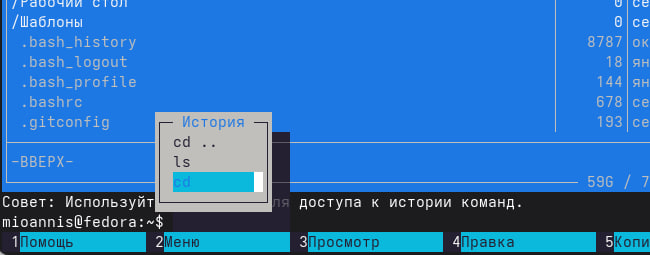 /Рабочий стол 0 се
/Шаблоны 0 се
.bash_history 8787 ок
.bash_logout 18 ян
.bash_profile 144 ян
.bashrc 678 се
.gitconfig 193 се
История
cd ..
ls
cd
-ВВЕРХ-
59G / 7
Совет: Используйт ля доступа к истории команд.
mioannis@fedora:~$
1Помощь 2Меню 3Просмотр 4Правка 5Копи